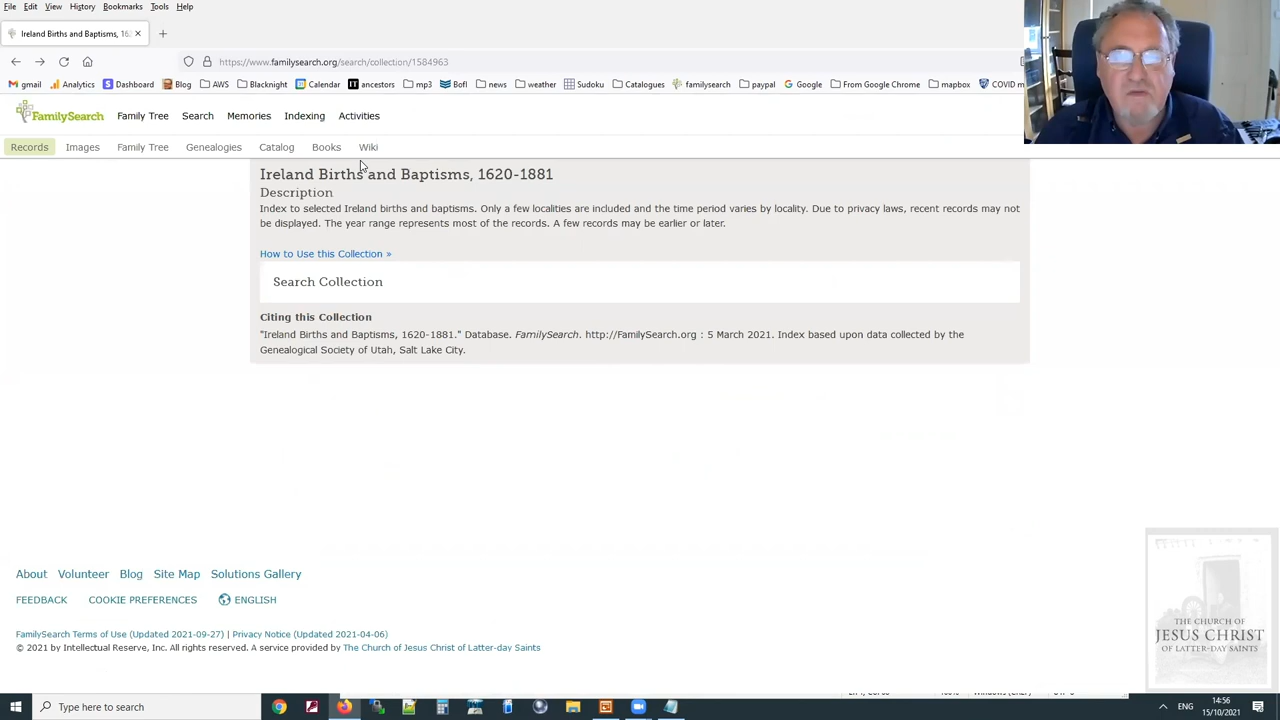 File Edit View History Bookmarks Tools Help
Ireland Births and Baptisms, 16
https://www.familysearch.org/search/collection/1584963
gmail Analytics Dashboard Blog AWS Blacknight Calendar ancestors mp3 Bofi news weather Sudoku Catalogues familysearch paypal Google From Google Chrome mapbox COVID m
FamilySearch Family Tree Search Memories Indexing Activities
Records Images Family Tree Genealogies Catalog Books Wiki
Ireland Births and Baptisms, 1620-1881
Description
Index to selected Ireland births and baptisms. Only a few localities are included and the time period varies by locality. Due to privacy laws, recent records may not
be displayed. The year range represents most of the records. A few records may be earlier or later.
How to Use this Collection »
Search Collection
Citing this Collection
"Ireland Births and Baptisms, 1620-1881." Database. FamilySearch. http://FamilySearch.org : 5 March 2021. Index based upon data collected by the
Genealogical Society of Utah, Salt Lake City.
About Volunteer Blog Site Map Solutions Gallery
FEEDBACK COOKIE PREFERENCES ENGLISH
FamilySearch Terms of Use (Updated 2021-09-27) | Privacy Notice (Updated 2021-04-06)
© 2021 by Intellectual Reserve, Inc. All rights reserved. A service provided by The Church of Jesus Christ of Latter-day Saints
THE CHURCH OF
JESUS CHRIST
OF LATTER-DAY SAINTS
Type here to search
ENG
14:56
15/10/2021